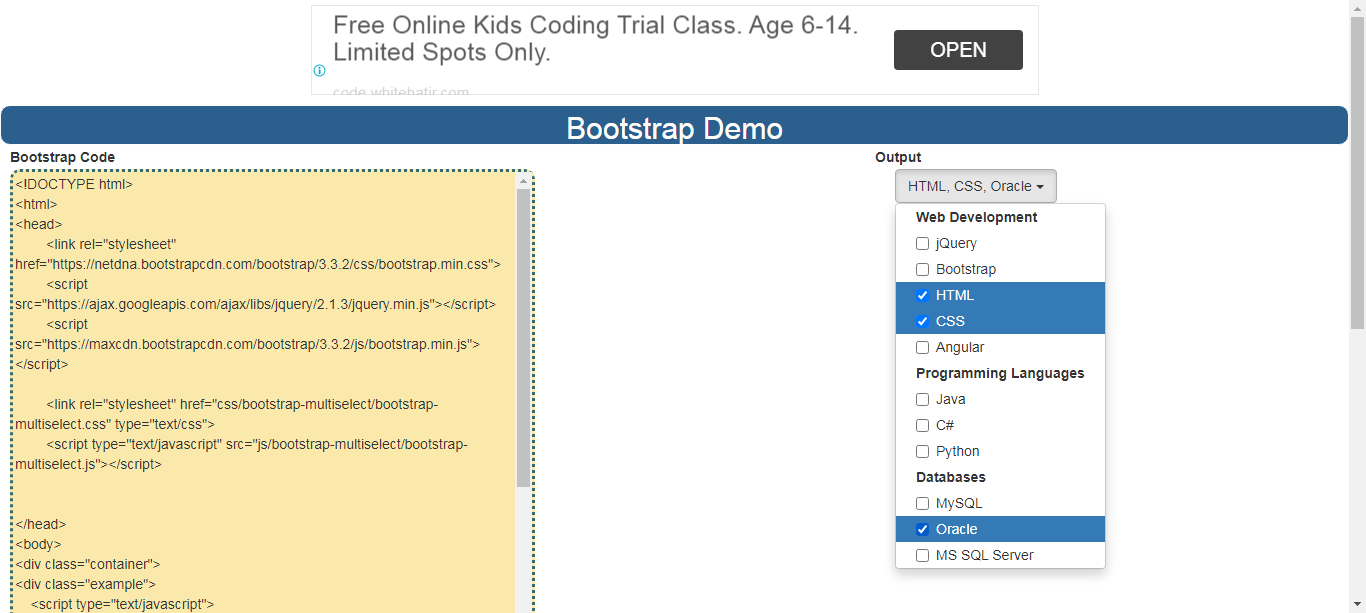 Free Online Kids Coding Trial Class. Age 6-14.
Limited Spots Only.
OPEN
code.whitehatjr.com
Bootstrap Demo
Bootstrap Code
<!DOCTYPE html>
<html>
<head>
<link rel="stylesheet"
href="https://netdna.bootstrapcdn.com/bootstrap/3.3.2/css/bootstrap.min.css">
<script
src="https://ajax.googleapis.com/ajax/libs/jquery/2.1.3/jquery.min.js"></script>
<script
src="https://maxcdn.bootstrapcdn.com/bootstrap/3.3.2/js/bootstrap.min.js">
</script>
<link rel="stylesheet" href="css/bootstrap-multiselect/bootstrap-
multiselect.css" type="text/css">
<script type="text/javascript" src="js/bootstrap-multiselect/bootstrap-
multiselect.js"></script>
</head>
<body>
<div class="container">
<div class="example">
<script type="text/javascript">
Output
HTML, CSS, Oracle
Web Development
jQuery
Bootstrap
HTML
CSS
Angular
Programming Languages
Java
C#
Python
Databases
MySQL
Oracle
MS SQL Server